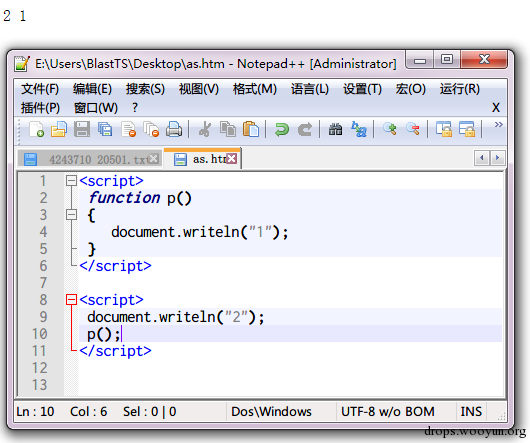 2 1
E:\Users\BlastTS\Desktop\as.htm - Notepad++ [Administrator]
文件(F) 编辑(E) 搜索(S) 视图(V) 格式(M) 语言(L) 设置(T) 宏(O) 运行(R)
插件(P) 窗口(W) ? X
4243710 20501.txt as.htm
1 <script>
2 function p()
3 {
4 document.writeln("1");
5 }
6 </script>
7
8 <script>
9 document.writeln("2");
10 p();
11 </script>
12
13
Ln : 10 Col : 6 Sel : 0 | 0 Dos\Windows UTF-8 w/o BOM INS
drops.wooyun.org